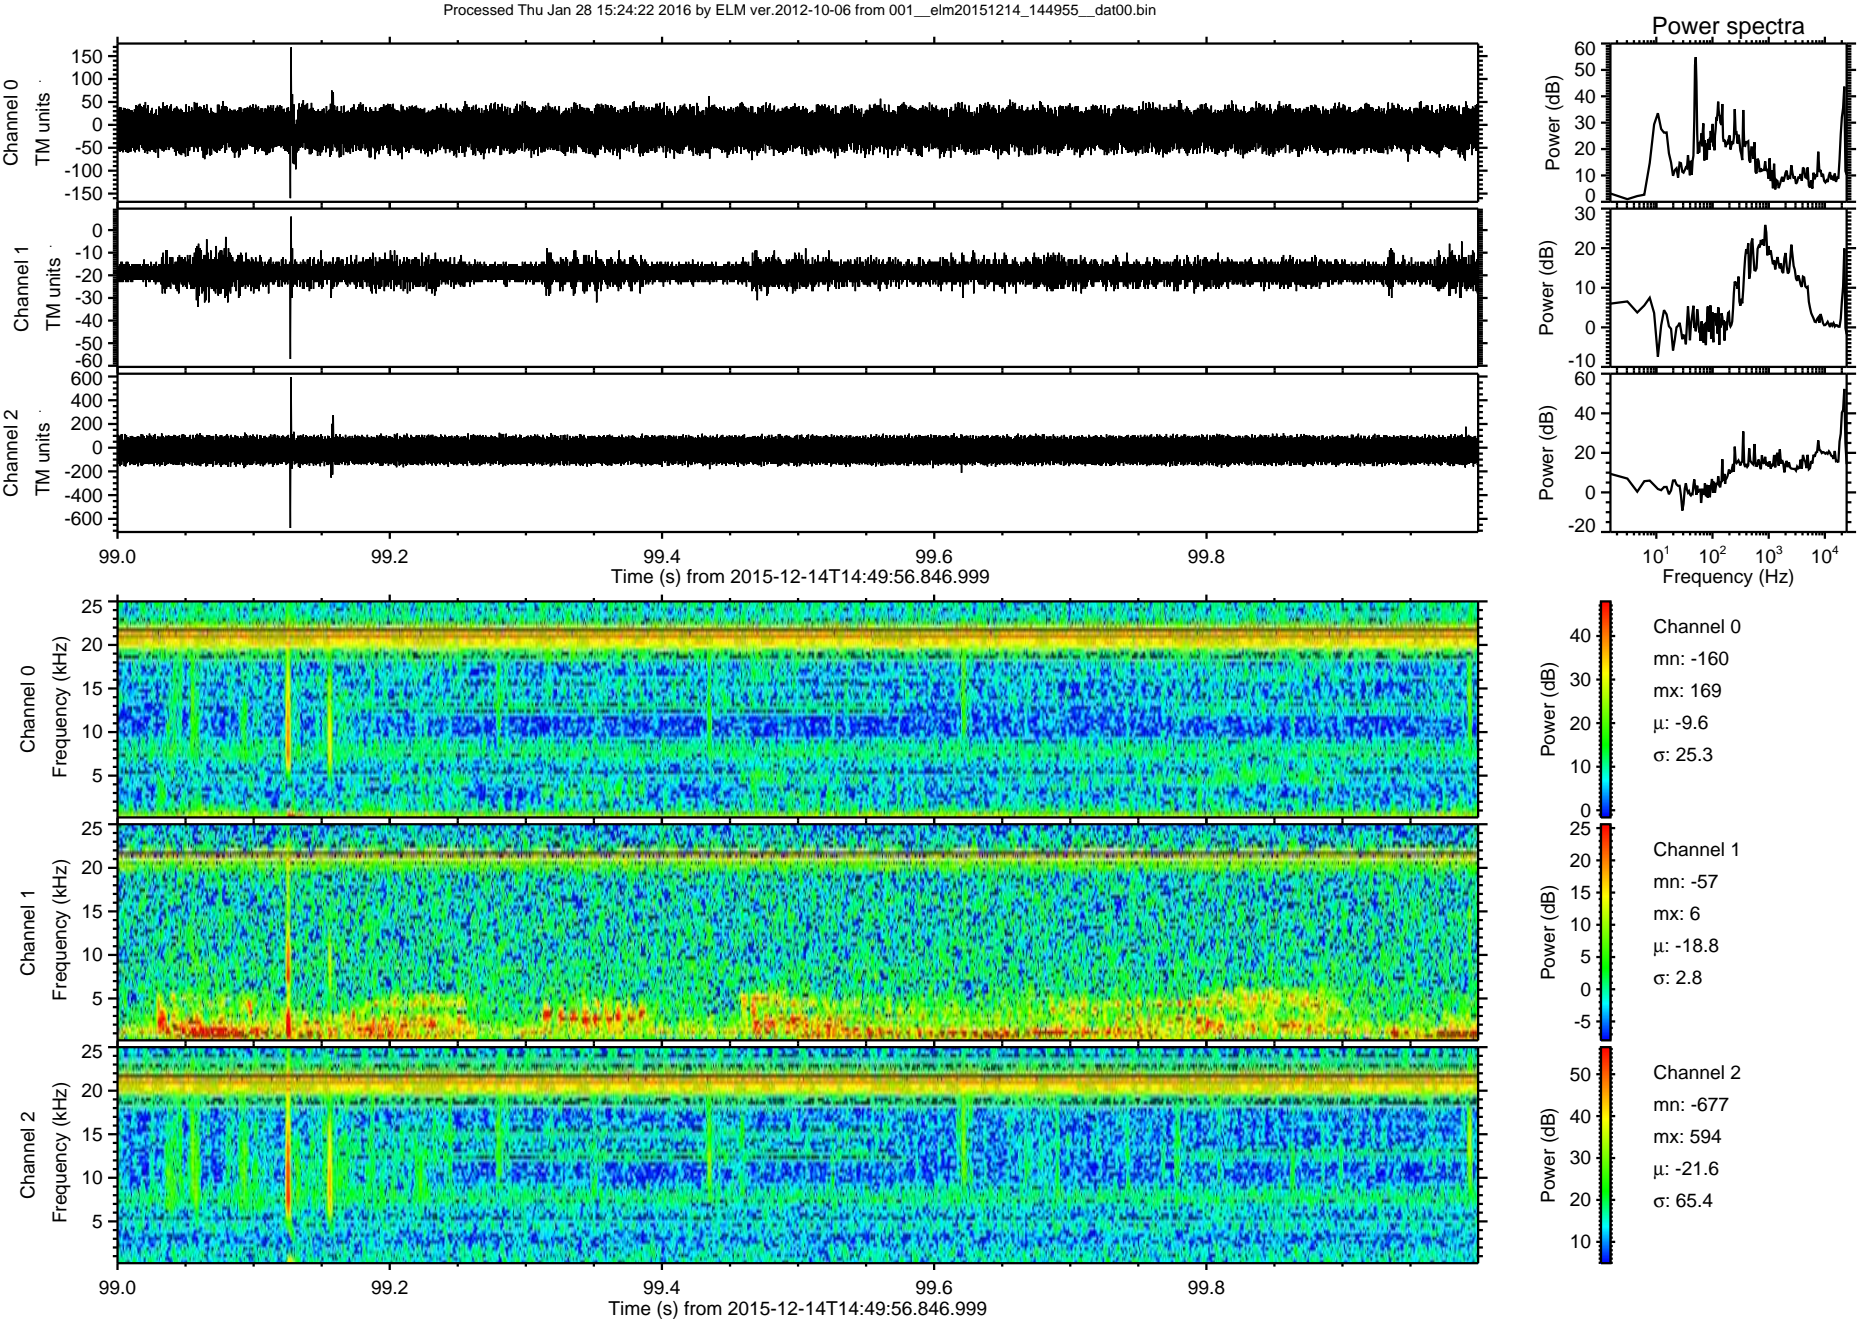 Processed Thu Jan 28 15:24:22 2016 by ELM ver.2012-10-06 from 001__elm20151214_144955__dat00.bin
Power spectra
Channel 0
TM units
150
100
50
0
-50
-100
-150
Power (dB)
60
50
40
30
20
10
0
Channel 1
TM units
0
-10
-20
-30
-40
-50
-60
Power (dB)
30
20
10
0
-10
Channel 2
TM units
600
400
200
0
-200
-400
-600
Power (dB)
60
40
20
0
-20
99.0 99.2 99.4 99.6 99.8
Time (s) from 2015-12-14T14:49:56.846.999
10^1 10^2 10^3 10^4
Frequency (Hz)
Channel 0
Frequency (kHz)
25
20
15
10
5
Power (dB)
40
30
20
10
0
Channel 0
mn: -160
mx: 169
μ: -9.6
σ: 25.3
Channel 1
Frequency (kHz)
25
20
15
10
5
Power (dB)
25
20
15
10
5
0
-5
Channel 1
mn: -57
mx: 6
μ: -18.8
σ: 2.8
Channel 2
Frequency (kHz)
25
20
15
10
5
Power (dB)
50
40
30
20
10
Channel 2
mn: -677
mx: 594
μ: -21.6
σ: 65.4
99.0 99.2 99.4 99.6 99.8
Time (s) from 2015-12-14T14:49:56.846.999